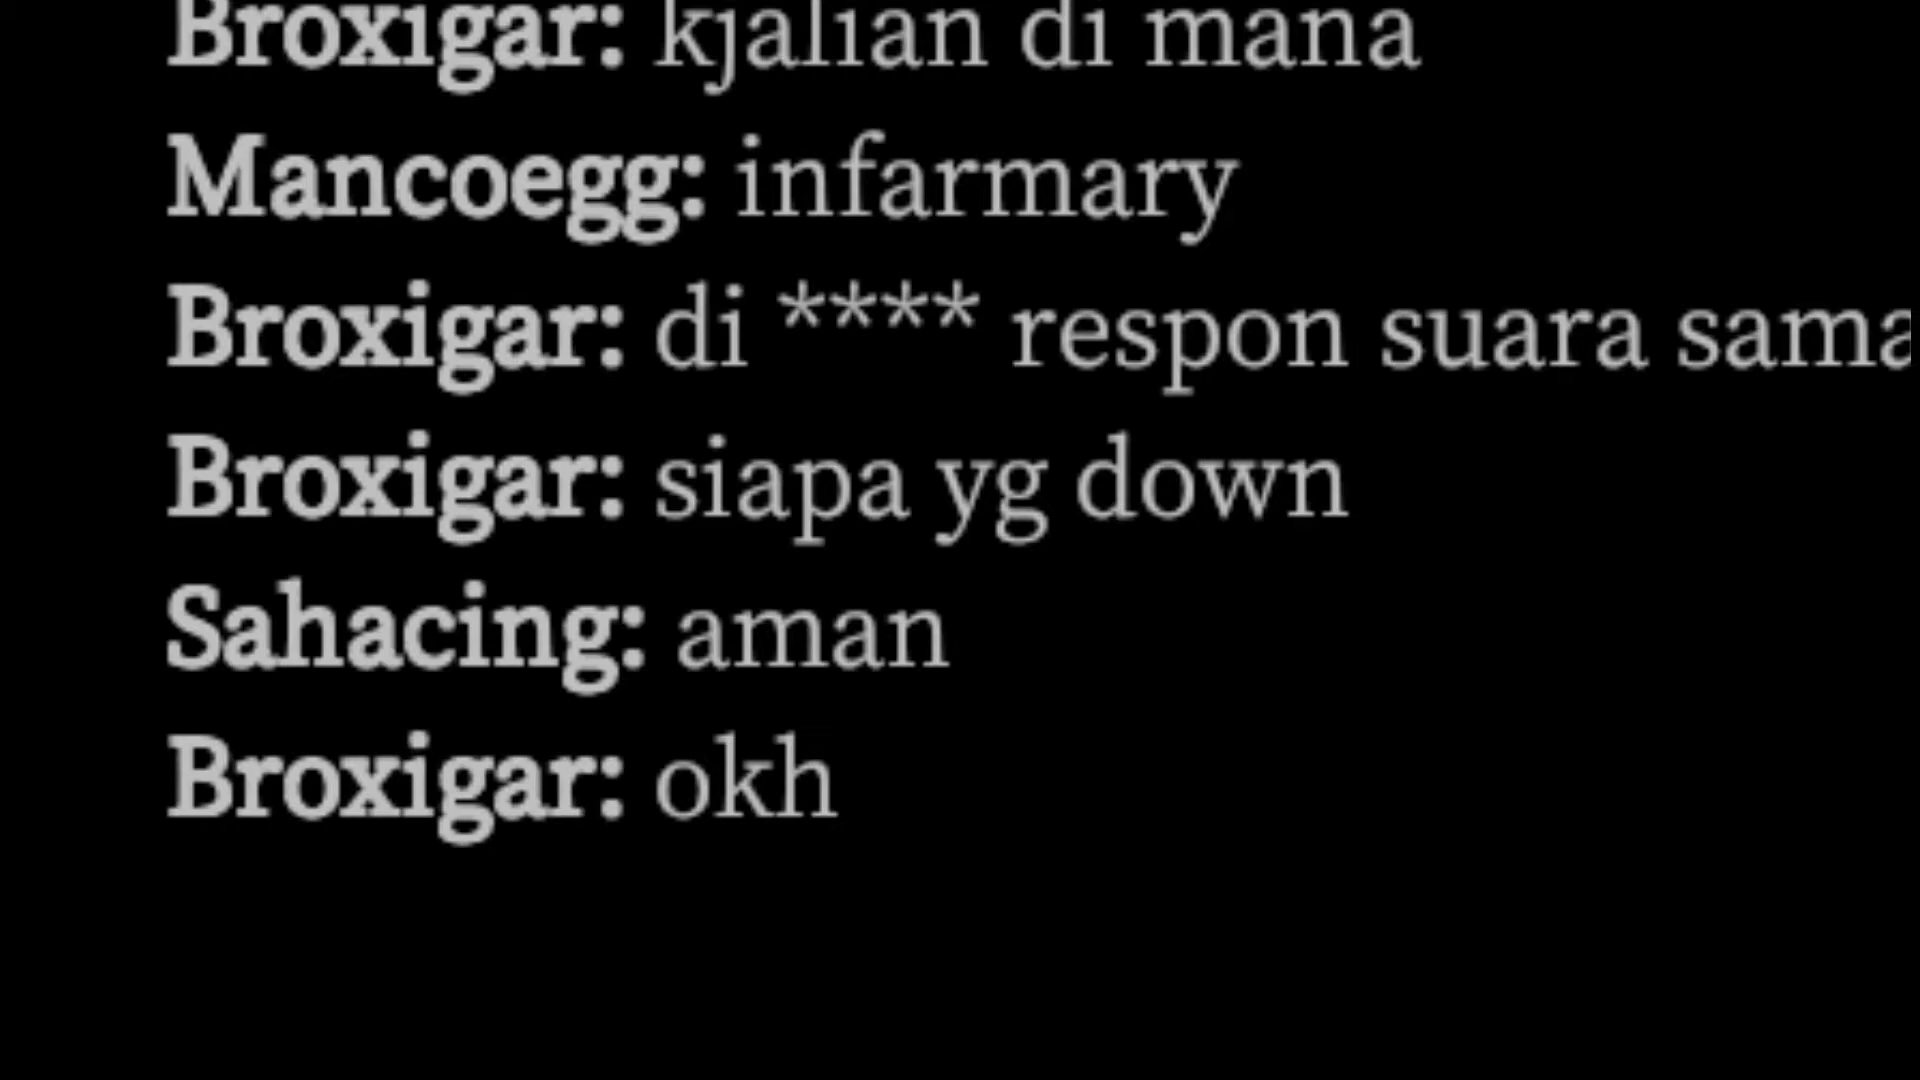 Broxigar: kjalian di mana
Mancoegg: infarmary
Broxigar: di **** respon suara sama
Broxigar: siapa yg down
Sahacing: aman
Broxigar: okh